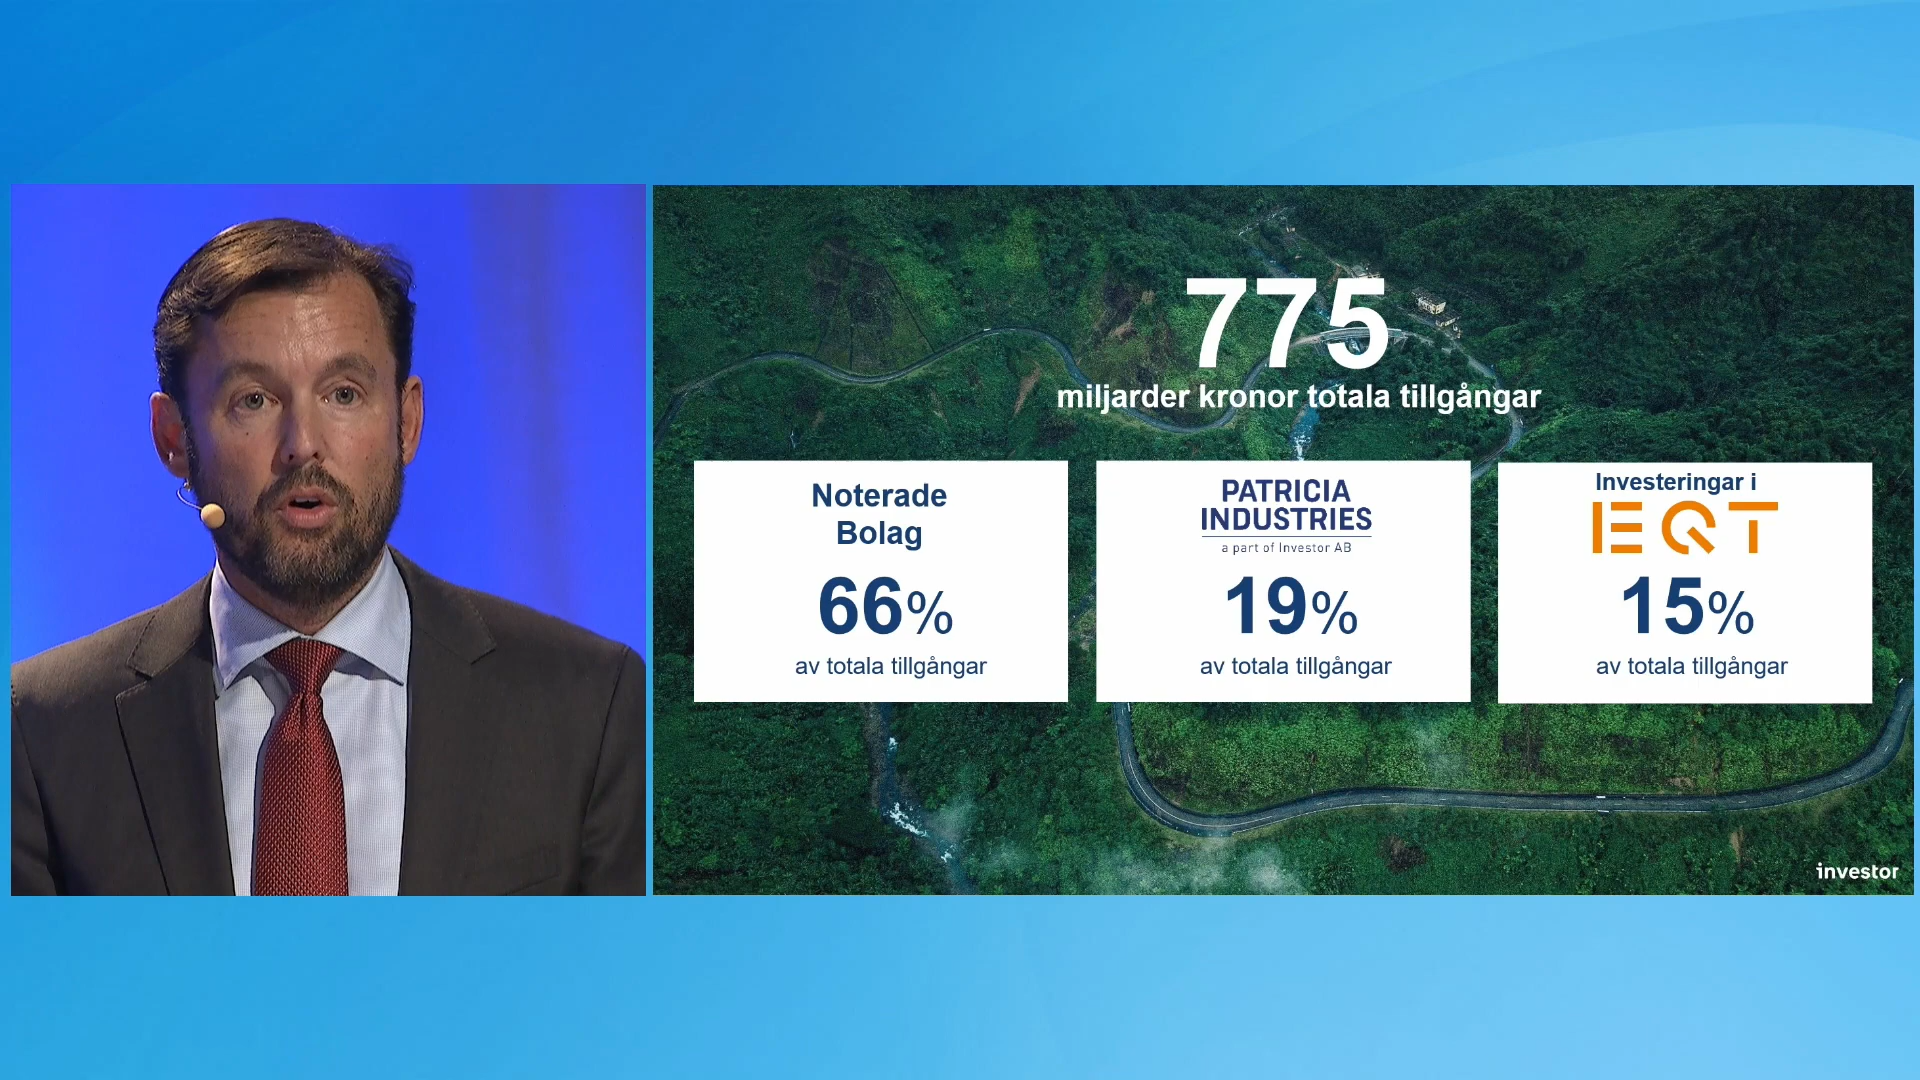 775
miljarder kronor totala tillgångar
Noterade
Bolag
66%
av totala tillgångar
PATRICIA
INDUSTRIES
a part of Investor AB
19%
av totala tillgångar
Investeringar i
EQT
15%
av totala tillgångar
investor